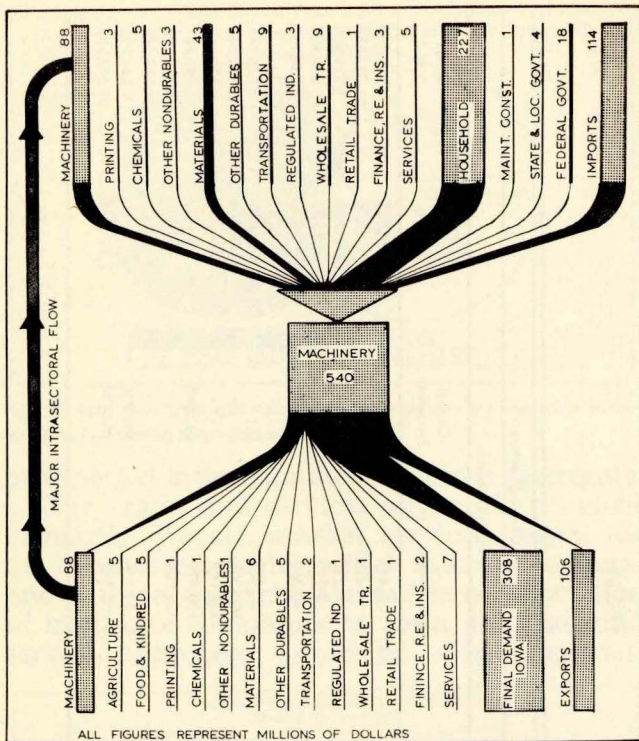 MACHINERY 88
PRINTING 3
CHEMICALS 5
OTHER NONDURABLES 3
MATERIALS 43
OTHER DURABLES 5
TRANSPORTATION 9
REGULATED IND. 3
WHOLESALE TR. 9
RETAIL TRADE 1
FINANCE, RE. & INS. 3
SERVICES 5
HOUSEHOLD 227
MAINT. CONST. 1
STATE & LOC. GOVT. 4
FEDERAL GOVT. 18
IMPORTS 114
MAJOR INTRASECTORAL FLOW
MACHINERY
540
MACHINERY 88
AGRICULTURE 5
FOOD & KINDRED 5
PRINTING 1
CHEMICALS 1
OTHER NONDURABLES 1
MATERIALS 6
OTHER DURABLES 5
TRANSPORTATION 2
REGULATED IND 1
WHOLESALE TR. 1
RETAIL TRADE 1
FININCE, RE. & INS. 2
SERVICES 7
FINAL DEMAND 308
IOWA
EXPORTS 106
ALL FIGURES REPRESENT MILLIONS OF DOLLARS